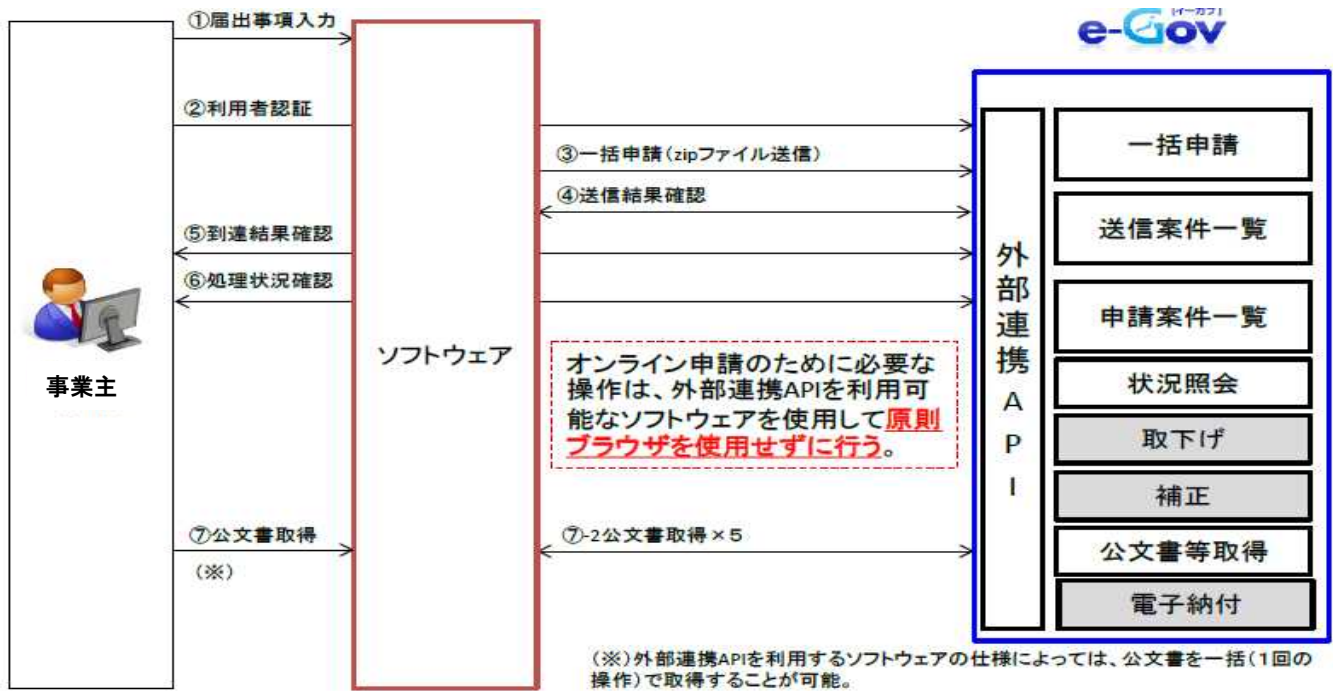 ①届出事項入力
[イーガブ]
e-Gov
②利用者認証
③一括申請(zipファイル送信)
④送信結果確認
⑤到達結果確認
⑥処理状況確認
事業主
ソフトウェア
オンライン申請のために必要な
操作は、外部連携APIを利用可
能なソフトウェアを使用して原則
ブラウザを使用せずに行う。
⑦公文書取得
(※)
⑦-2公文書取得×5
外部連携API
一括申請
送信案件一覧
申請案件一覧
状況照会
取下げ
補正
公文書等取得
電子納付
(※)外部連携APIを利用するソフトウェアの仕様によっては、公文書を一括(1回の
操作)で取得することが可能。